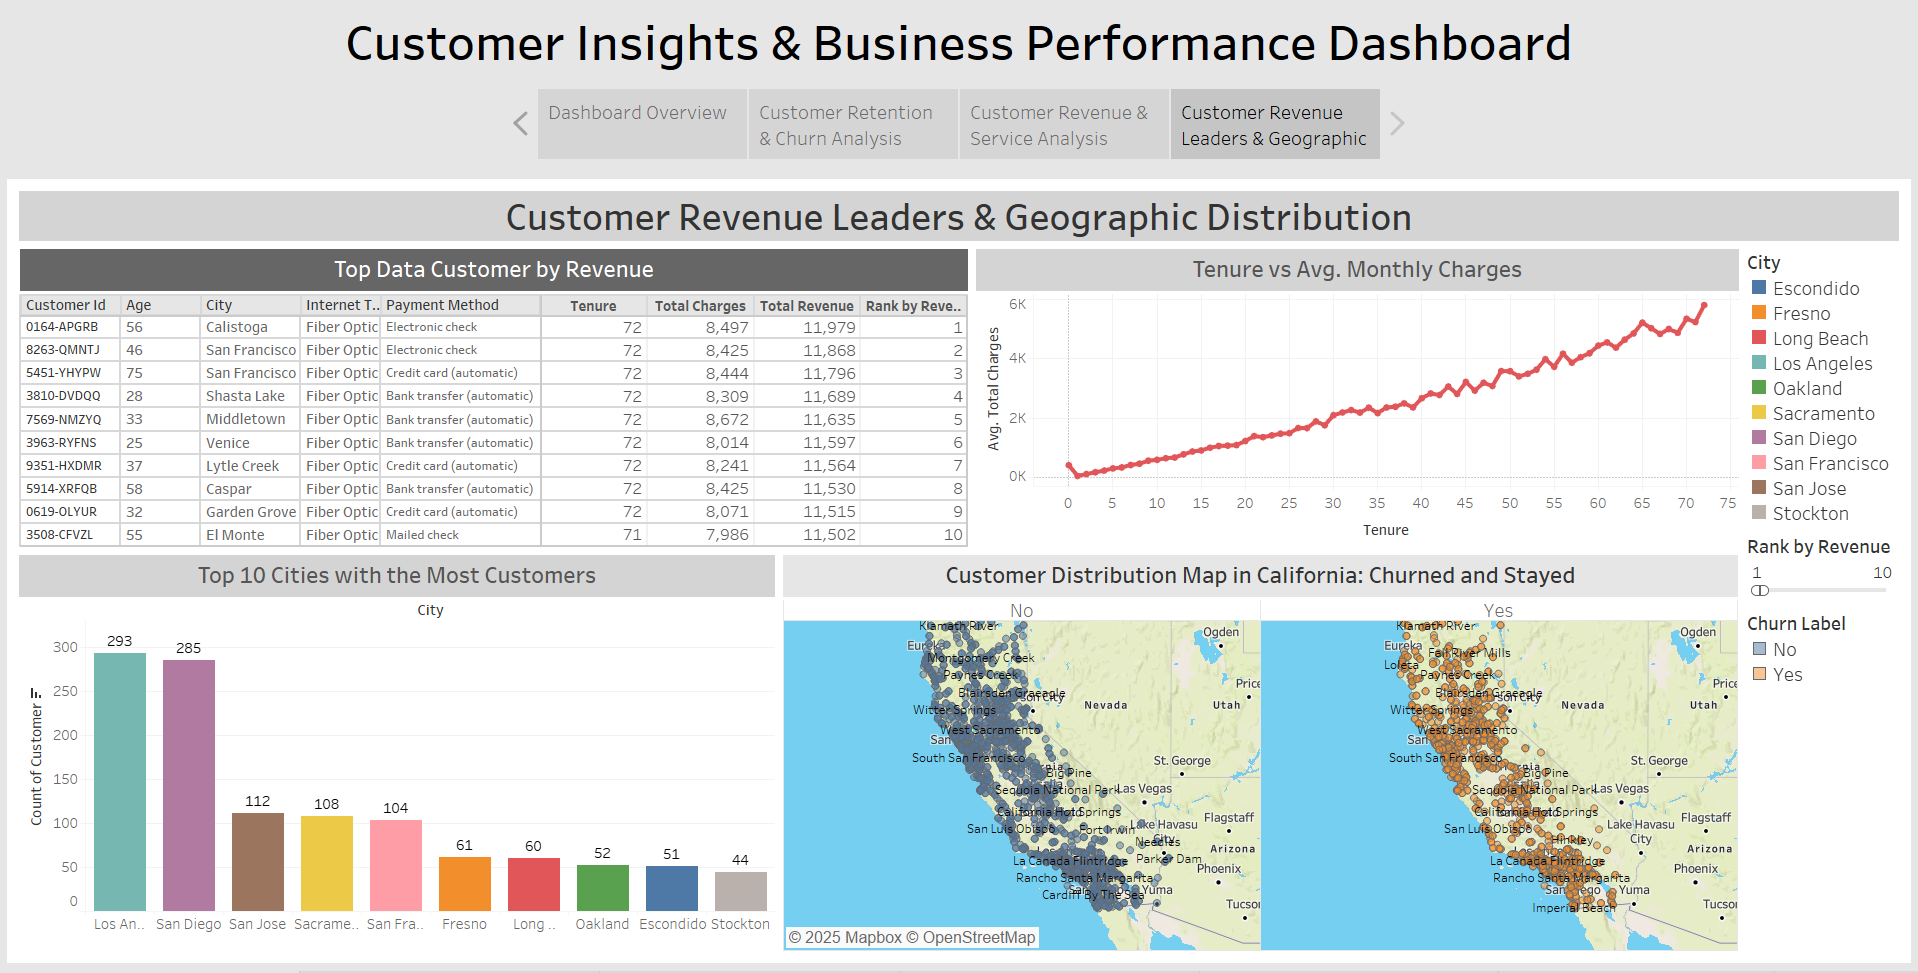 Customer Insights & Business Performance Dashboard
Dashboard Overview
Customer Retention
& Churn Analysis
Customer Revenue &
Service Analysis
Customer Revenue
Leaders & Geographic
Customer Revenue Leaders & Geographic Distribution
Top Data Customer by Revenue
Customer Id Age City Internet T.. Payment Method Tenure Total Charges Total Revenue Rank by Reve..
0164-APGRB 56 Calistoga Fiber Optic Electronic check 72 8,497 11,979 1
8263-QMNTJ 46 San Francisco Fiber Optic Electronic check 72 8,425 11,868 2
5451-YHYPW 75 San Francisco Fiber Optic Credit card (automatic) 72 8,444 11,796 3
3810-DVDQQ 28 Shasta Lake Fiber Optic Bank transfer (automatic) 72 8,309 11,689 4
7569-NMZYQ 33 Middletown Fiber Optic Bank transfer (automatic) 72 8,672 11,635 5
3963-RYFNS 25 Venice Fiber Optic Bank transfer (automatic) 72 8,014 11,597 6
9351-HXDMR 37 Lytle Creek Fiber Optic Credit card (automatic) 72 8,241 11,564 7
5914-XRFQB 58 Caspar Fiber Optic Bank transfer (automatic) 72 8,425 11,530 8
0619-OLYUR 32 Garden Grove Fiber Optic Credit card (automatic) 72 8,071 11,515 9
3508-CFVZL 55 El Monte Fiber Optic Mailed check 71 7,986 11,502 10
Tenure vs Avg. Monthly Charges
Avg. Total Charges
6K
4K
2K
0K
0 5 10 15 20 25 30 35 40 45 50 55 60 65 70 75
Tenure
City
Escondido
Fresno
Long Beach
Los Angeles
Oakland
Sacramento
San Diego
San Francisco
San Jose
Stockton
Rank by Revenue
1 10
Churn Label
No
Yes
Top 10 Cities with the Most Customers
City
Count of Customer
300
250
200
150
100
50
0
293 285 112 108 104 61 60 52 51 44
Los An.. San Diego San Jose Sacrame.. San Fra.. Fresno Long .. Oakland Escondido Stockton
Customer Distribution Map in California: Churned and Stayed
No
Klamath River
Ogden
Eureka
Montgomery Creek
Paynes Creek
Price
Blairsden Graeagle
son City
Nevada
Utah
Witter Springs
West Sacramento
San
South San Francisco
St. George
Big Pine
Sequoia National Park
Las Vegas
California Hot Springs
Flagstaff
San Luis Obispo
Fort Irwin
Lake Havasu
City
Needles
Arizona
La Canada Flintridge
Parker Dam
Phoenix
Rancho Santa Margarita
Yuma
Cardiff By The Sea
Tucso
© 2025 Mapbox © OpenStreetMap
Yes
Klamath River
Ogden
Eureka
Fall River Mills
Loleta
Paynes Creek
Price
Blairsden Graeagle
son City
Nevada
Utah
Witter Springs
West Sacramento
San
South San Francisco
St. George
Big Pine
Sequoia National Park
Las Vegas
California Hot Springs
Flagstaff
San Luis Obispo
Lake Havasu
City
Hinkley
Arizona
La Canada Flintridge
Phoenix
Rancho Santa Margarita
San Diego
Yuma
Imperial Beach
Tucso